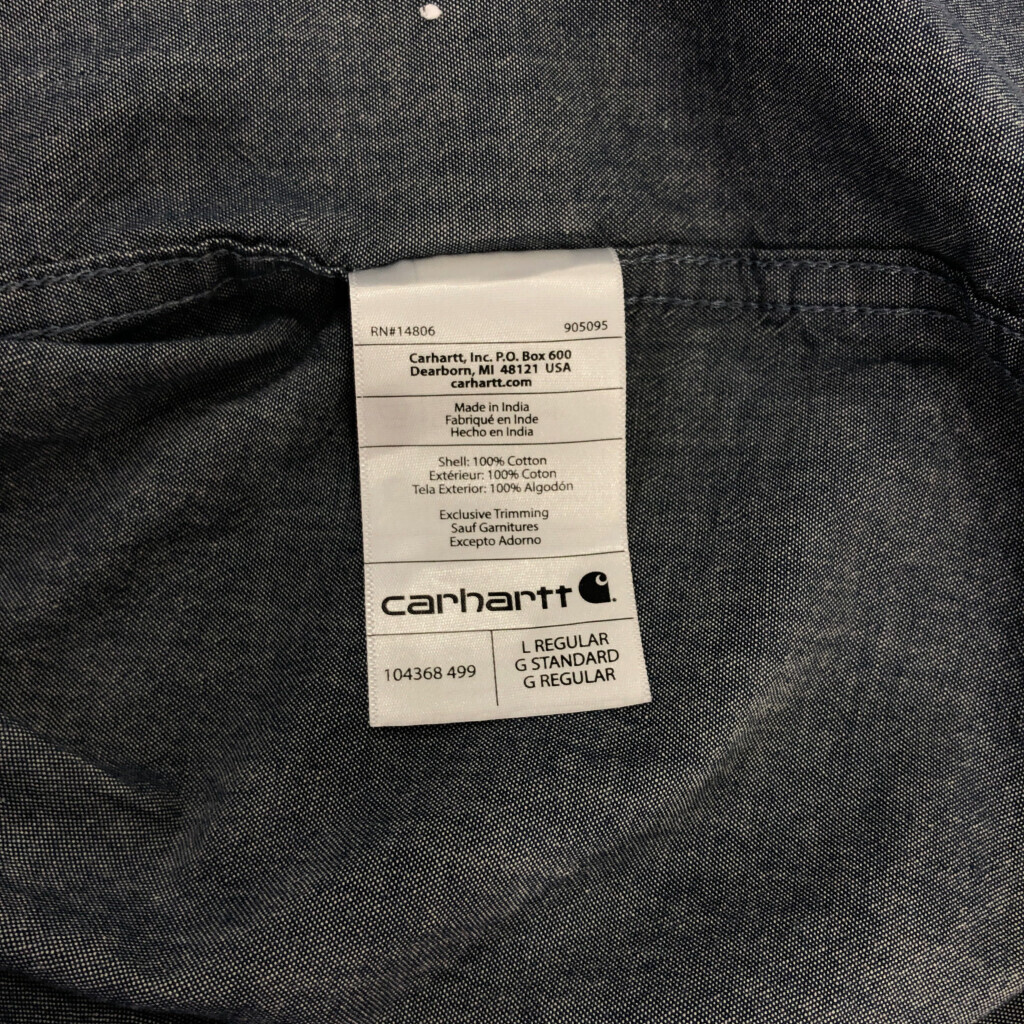 RN#14806 905095
Carhartt, Inc. P.O. Box 600
Dearborn, MI 48121 USA
carhartt.com
Made in India
Fabriqué en Inde
Hecho en India
Shell: 100% Cotton
Extérieur: 100% Coton
Tela Exterior: 100% Algodón
Exclusive Trimming
Sauf Garnitures
Excepto Adorno
carhartt
104368 499
L REGULAR
G STANDARD
G REGULAR